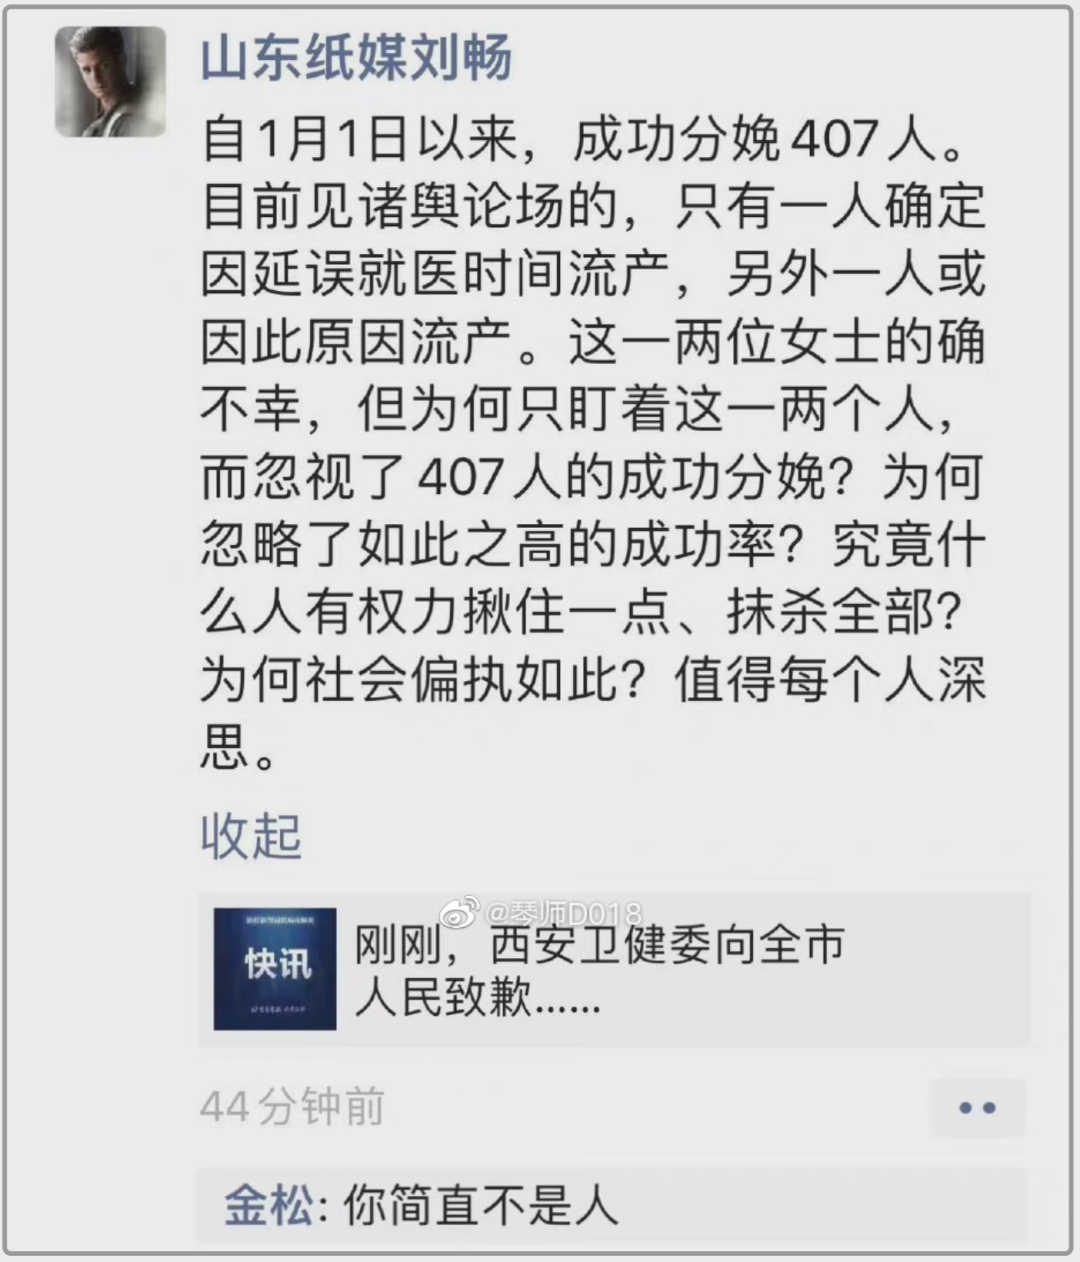 山东纸媒刘畅
自1月1日以来，成功分娩407人。
目前见诸舆论场的，只有一人确定
因延误就医时间流产，另外一人或
因此原因流产。这一两位女士的确
不幸，但为何只盯着这一两个人，
而忽视了407人的成功分娩？为何
忽略了如此之高的成功率？究竟什
么人有权力揪住一点、抹杀全部？
为何社会偏执如此？值得每个人深
思。
收起
@琴师D018
快讯
刚刚，西安卫健委向全市
人民致歉……
44分钟前
金松: 你简直不是人